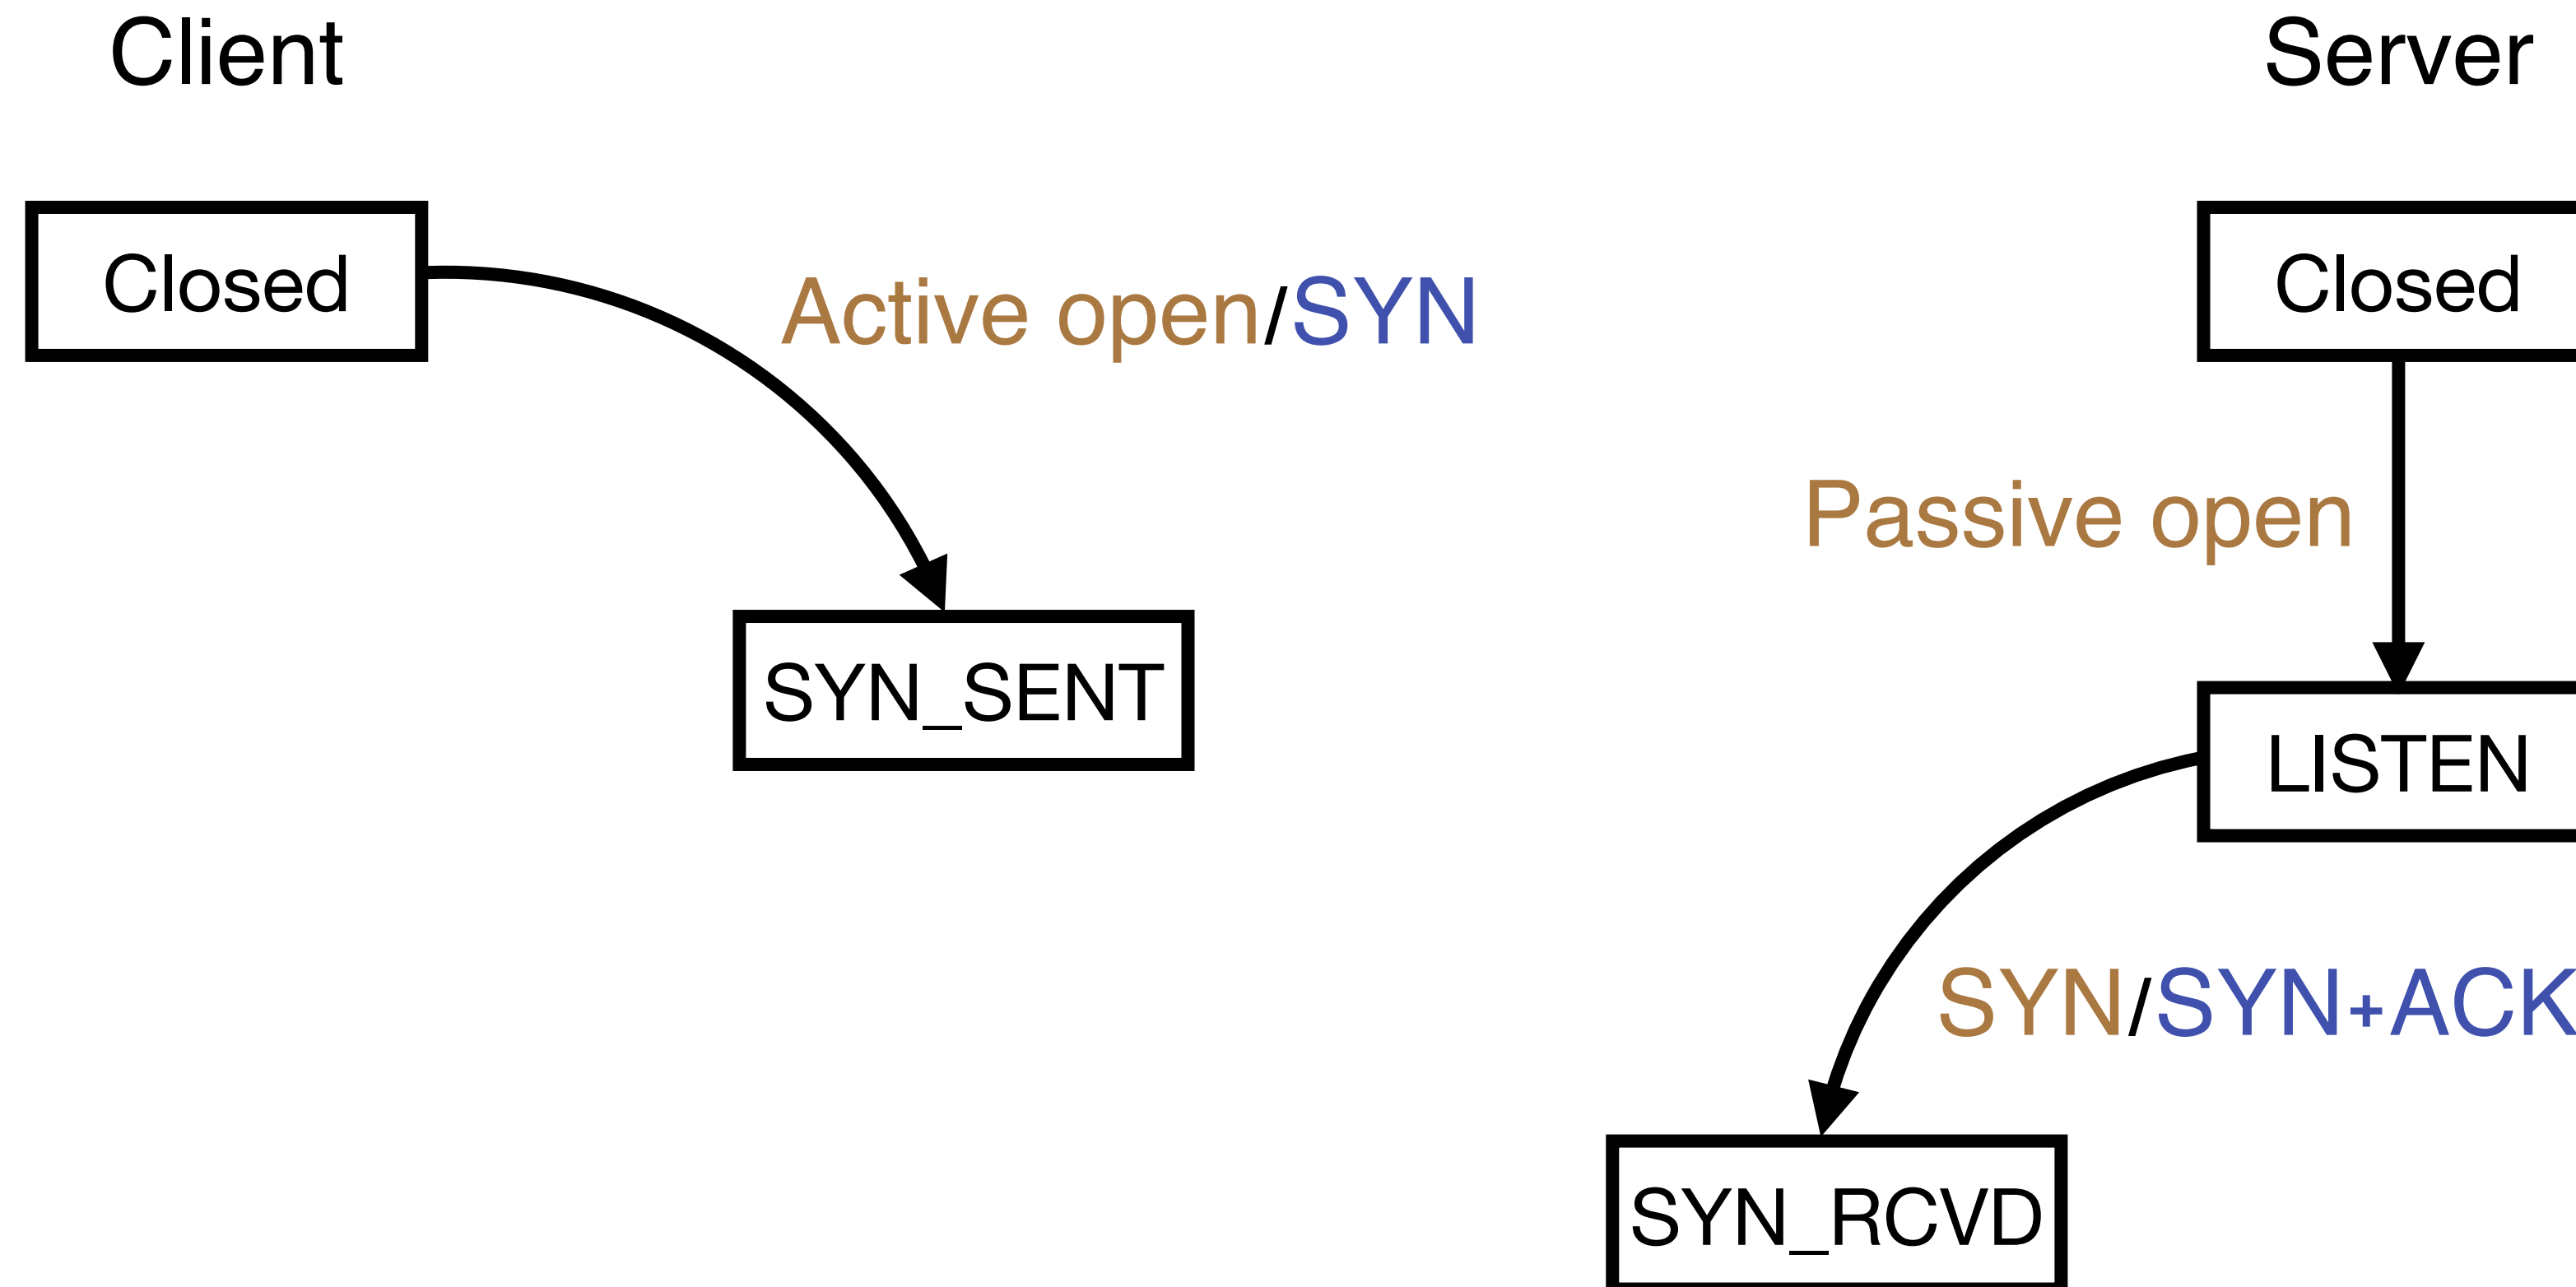 Client
Server
Closed
Closed
Active open/SYN
Passive open
SYN_SENT
LISTEN
SYN/SYN+ACK
SYN_RCVD